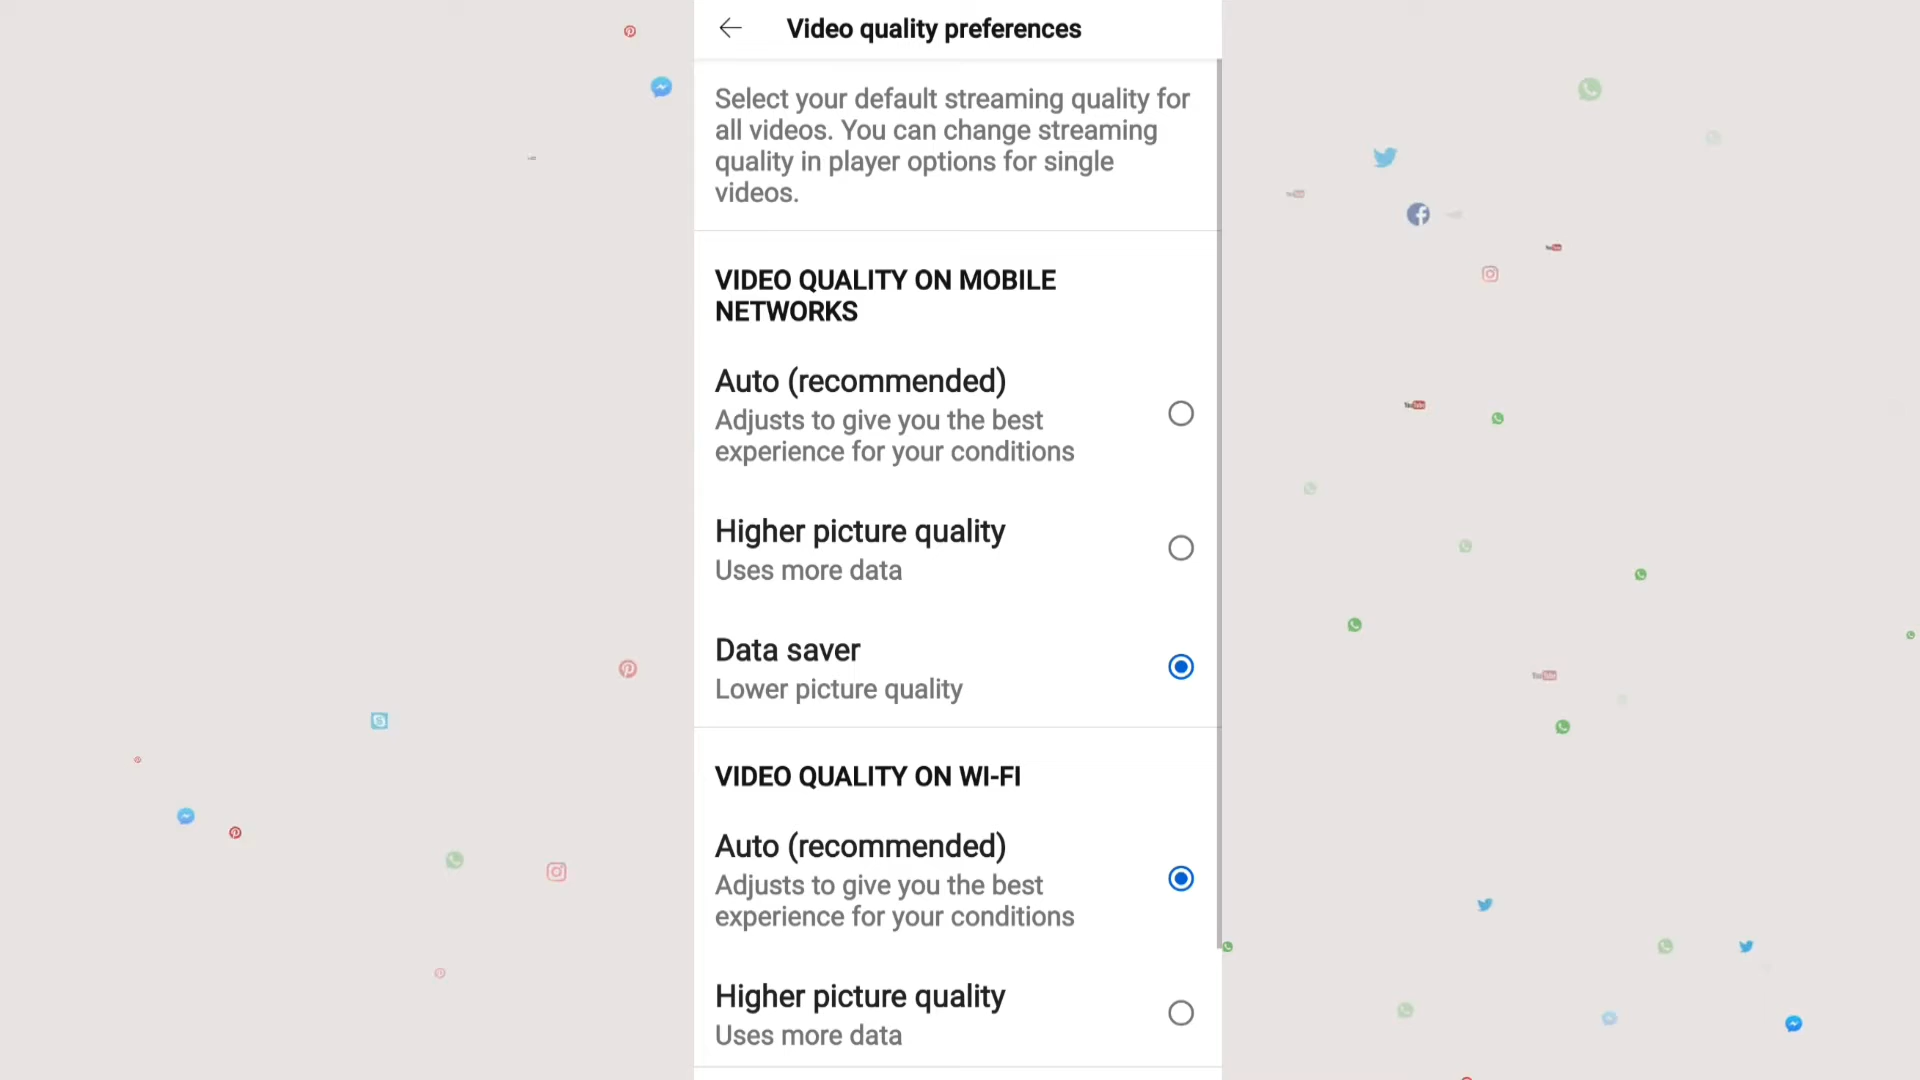 Video quality preferences
Select your default streaming quality for
all videos. You can change streaming
quality in player options for single
videos.
VIDEO QUALITY ON MOBILE
NETWORKS
Auto (recommended)
Adjusts to give you the best
experience for your conditions
Higher picture quality
Uses more data
Data saver
Lower picture quality
VIDEO QUALITY ON WI-FI
Auto (recommended)
Adjusts to give you the best
experience for your conditions
Higher picture quality
Uses more data